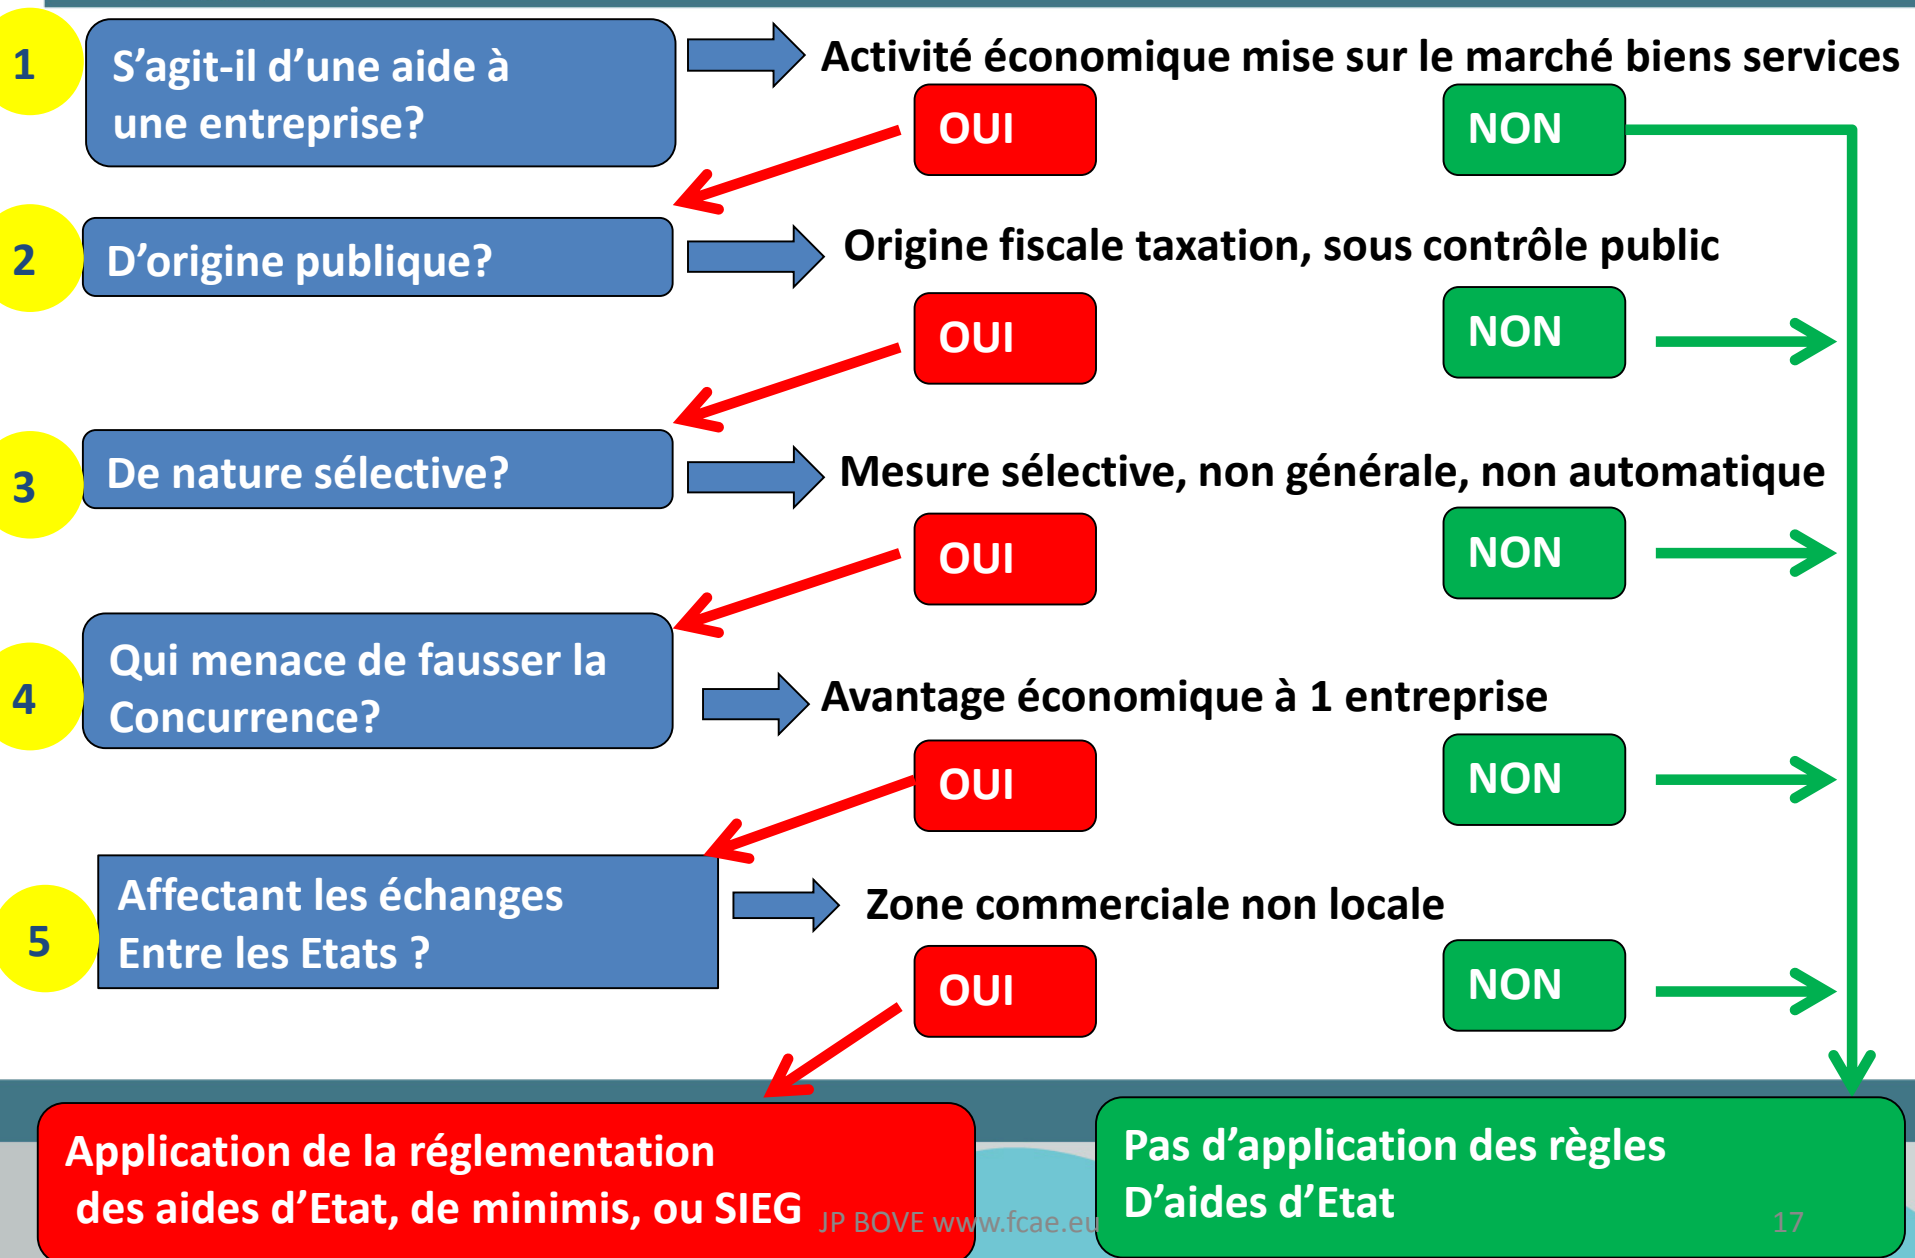 1
S’agit-il d’une aide à
une entreprise?
Activité économique mise sur le marché biens services
OUI
NON
2
D’origine publique?
Origine fiscale taxation, sous contrôle public
OUI
NON
3
De nature sélective?
Mesure sélective, non générale, non automatique
OUI
NON
4
Qui menace de fausser la
Concurrence?
Avantage économique à 1 entreprise
OUI
NON
5
Affectant les échanges
Entre les Etats ?
Zone commerciale non locale
OUI
NON
Application de la réglementation
des aides d’Etat, de minimis, ou SIEG
Pas d’application des règles
D’aides d’Etat
JP BOVE www.fcae.eu
17